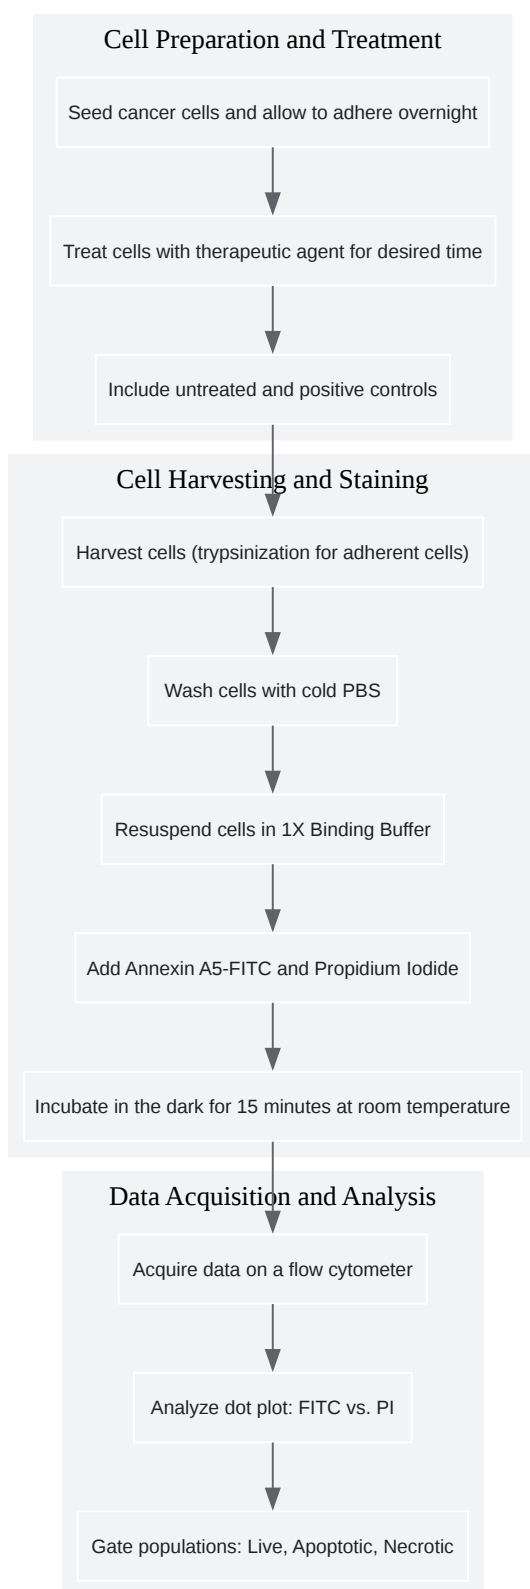 Cell Preparation and Treatment
Seed cancer cells and allow to adhere overnight
Treat cells with therapeutic agent for desired time
Include untreated and positive controls
Cell Harvesting and Staining
Harvest cells (trypsinization for adherent cells)
Wash cells with cold PBS
Resuspend cells in 1X Binding Buffer
Add Annexin A5-FITC and Propidium Iodide
Incubate in the dark for 15 minutes at room temperature
Data Acquisition and Analysis
Acquire data on a flow cytometer
Analyze dot plot: FITC vs. PI
Gate populations: Live, Apoptotic, Necrotic